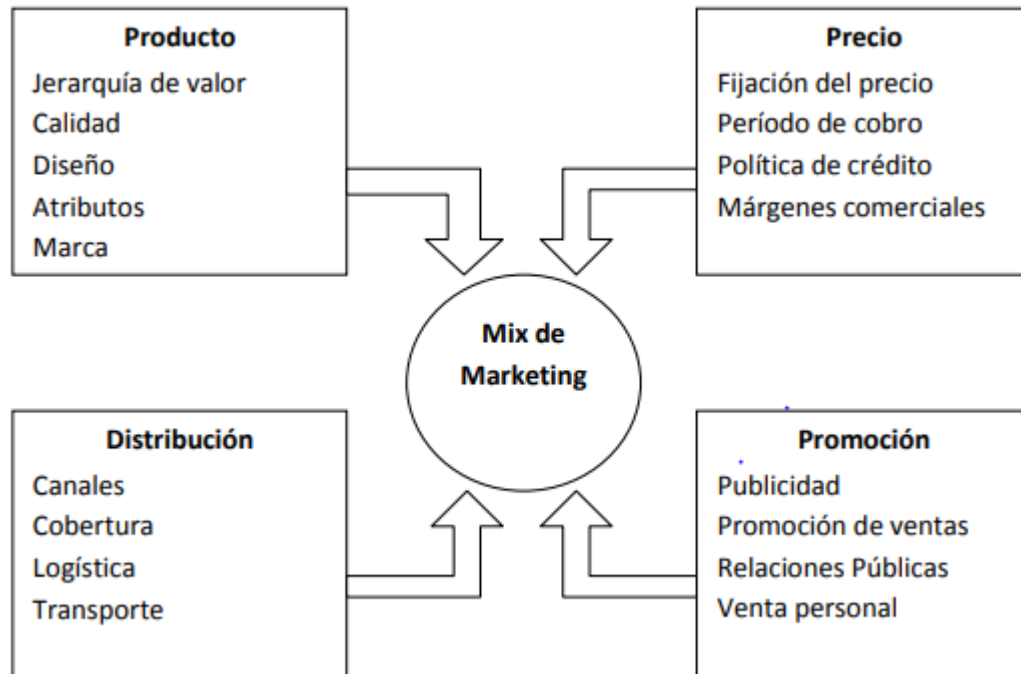 Producto
Jerarquía de valor
Calidad
Diseño
Atributos
Marca
Precio
Fijación del precio
Período de cobro
Política de crédito
Márgenes comerciales
Mix de
Marketing
Distribución
Canales
Cobertura
Logística
Transporte
Promoción
Publicidad
Promoción de ventas
Relaciones Públicas
Venta personal